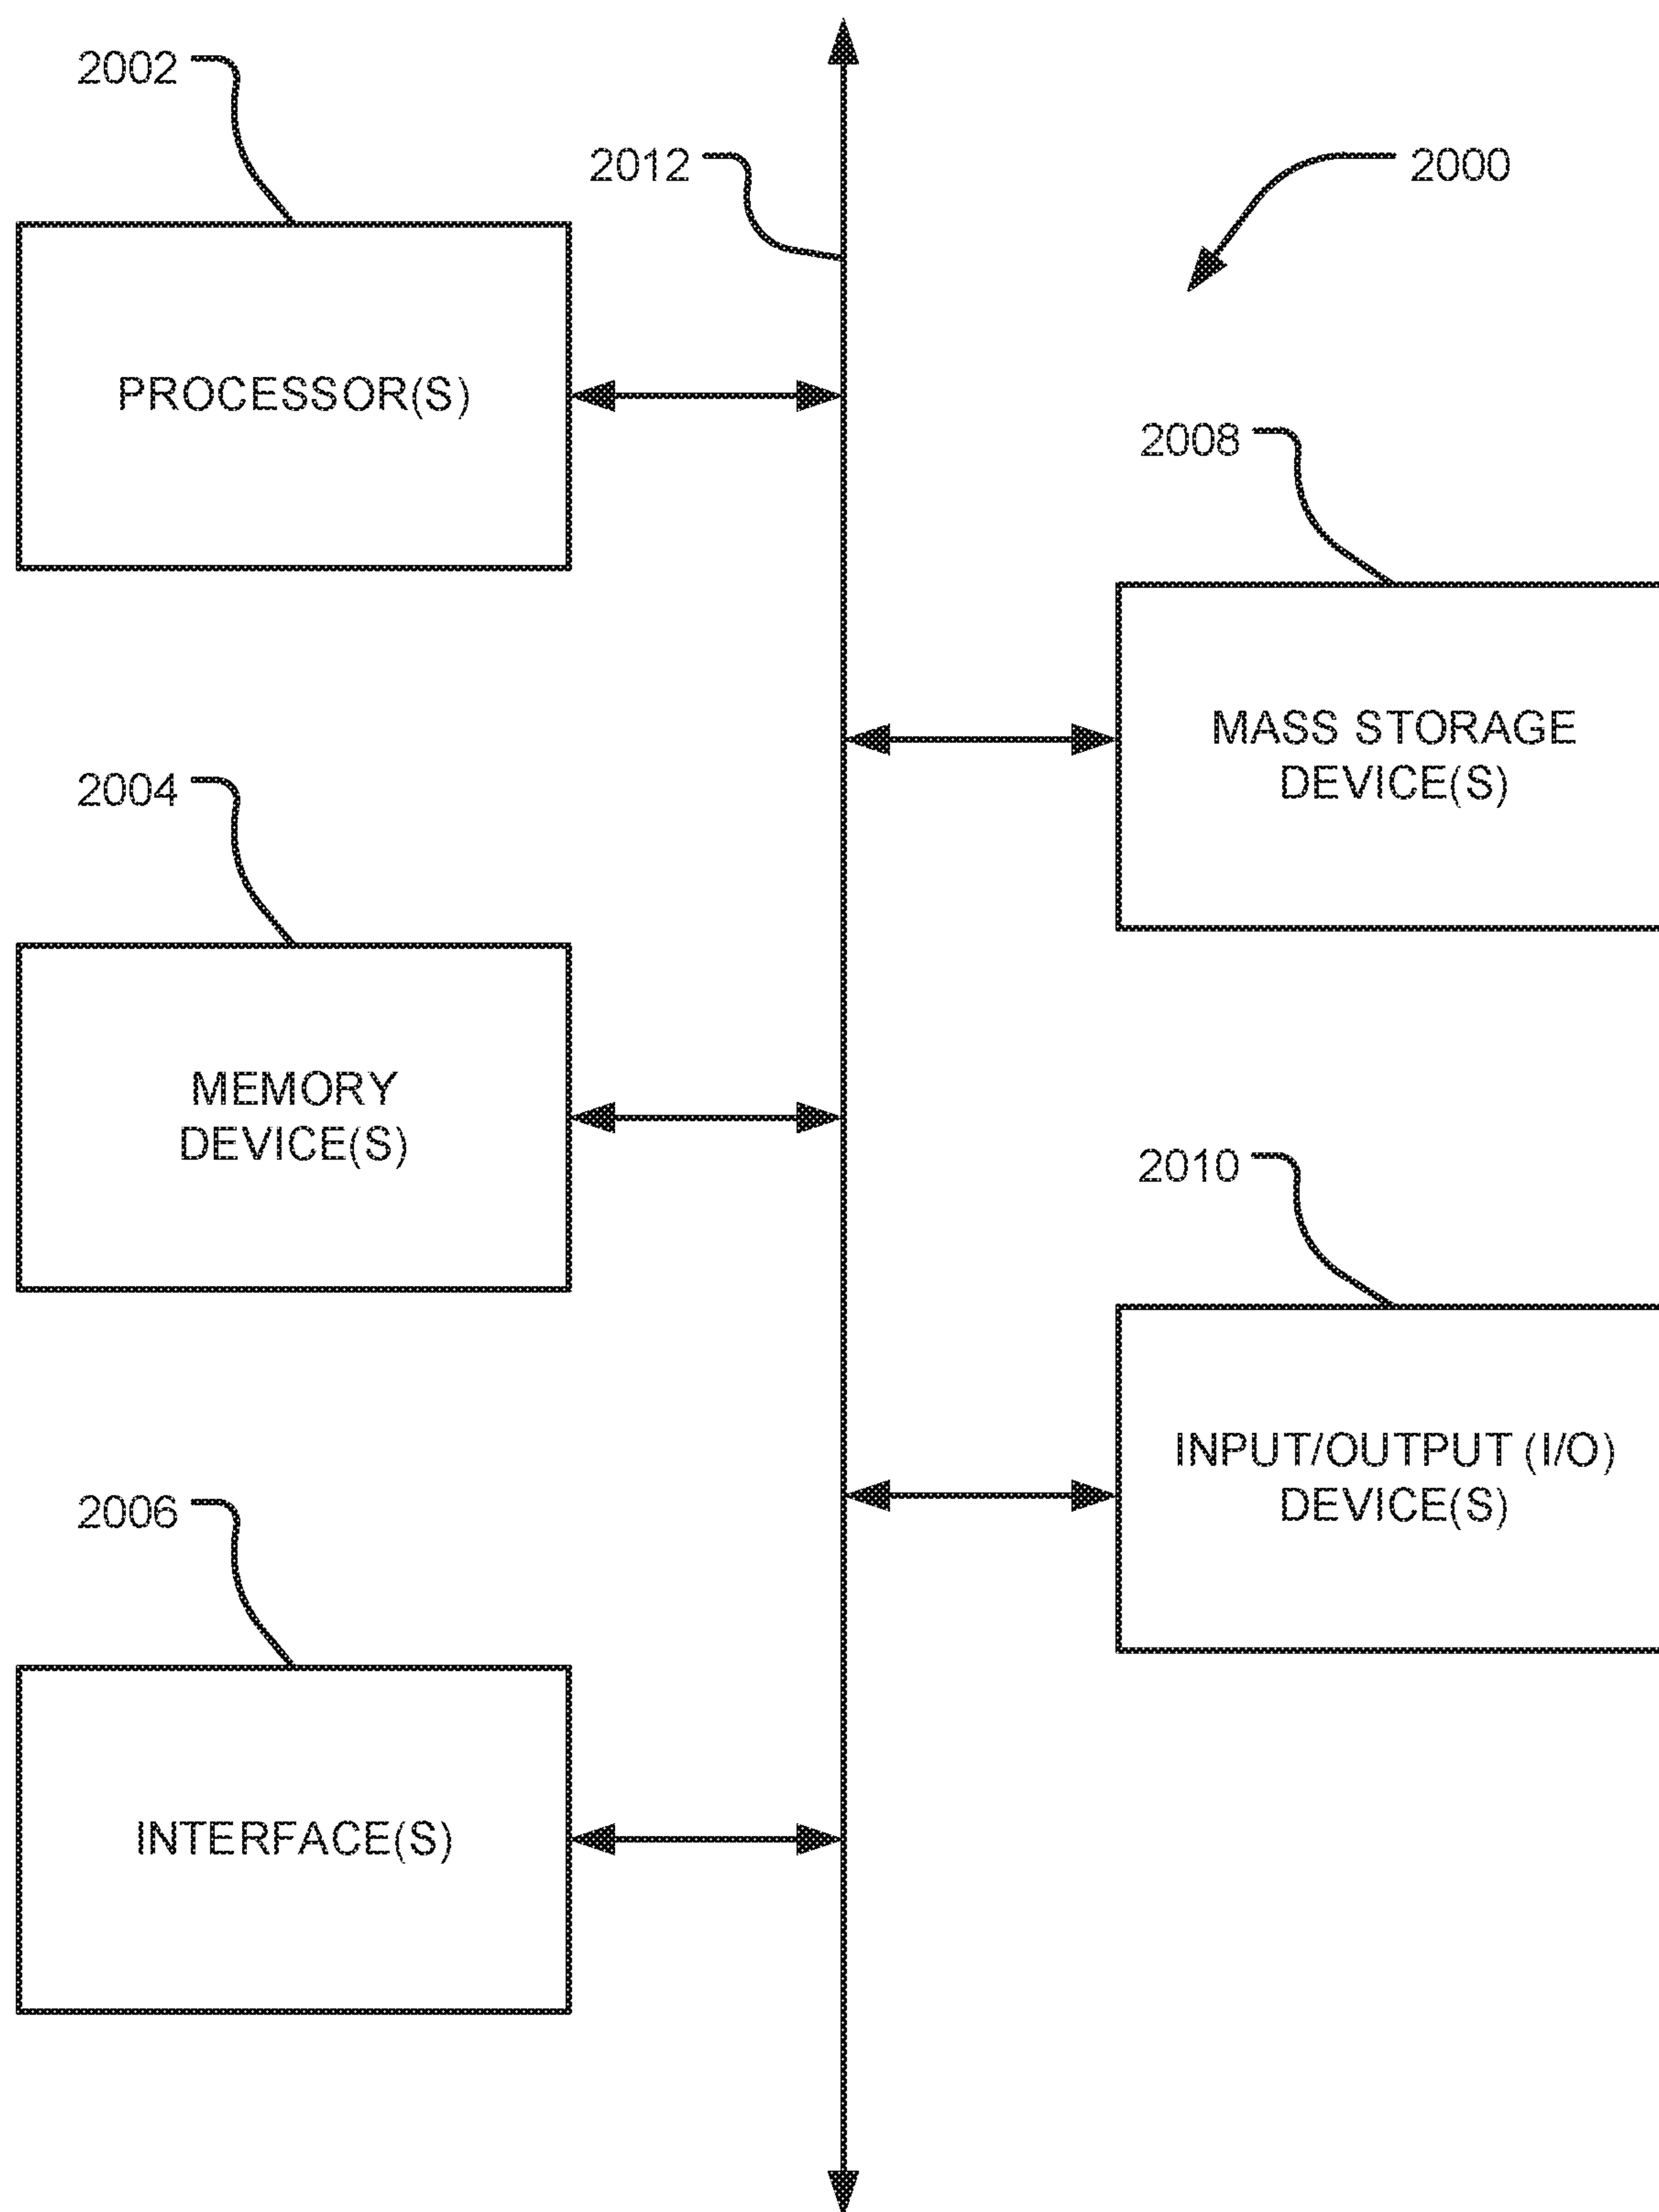 2002
2012
2000
PROCESSOR(S)
2008
MASS STORAGE
DEVICE(S)
2004
MEMORY
DEVICE(S)
2010
INPUT/OUTPUT (I/O)
DEVICE(S)
2006
INTERFACE(S)